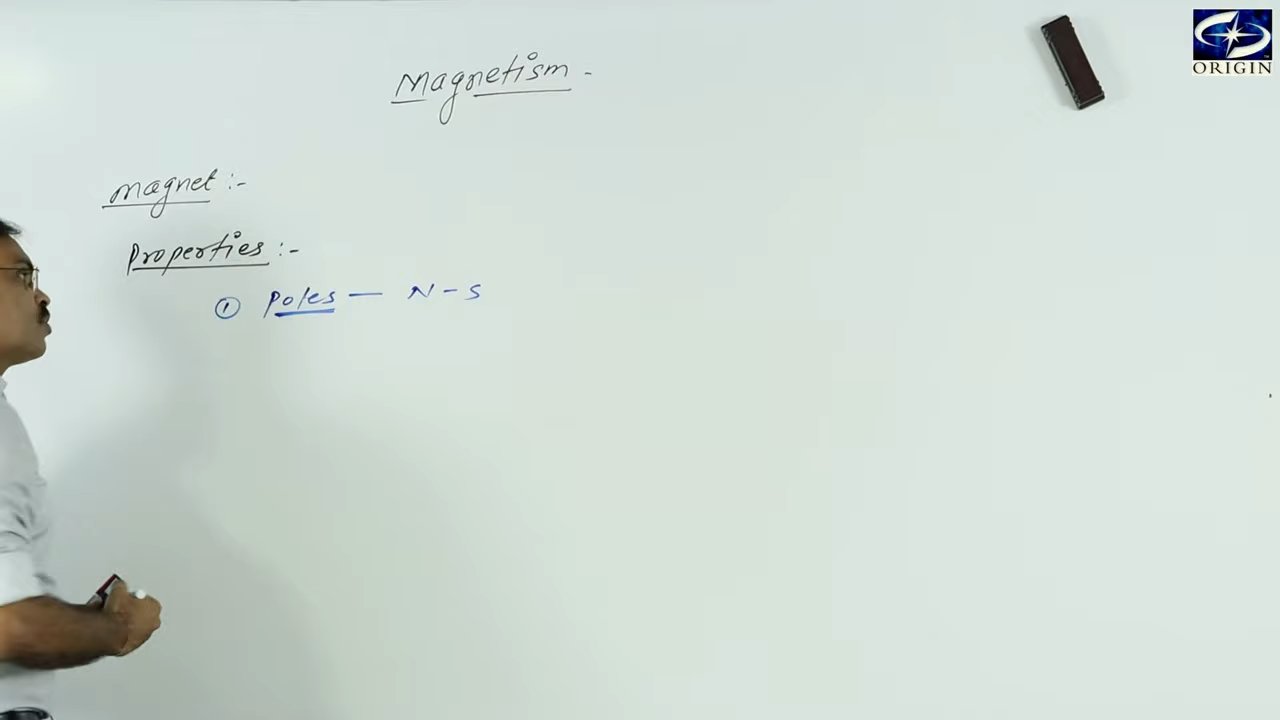 Magnetism -
magnet :-
Properties :-
① Poles — N - S
ORIGIN